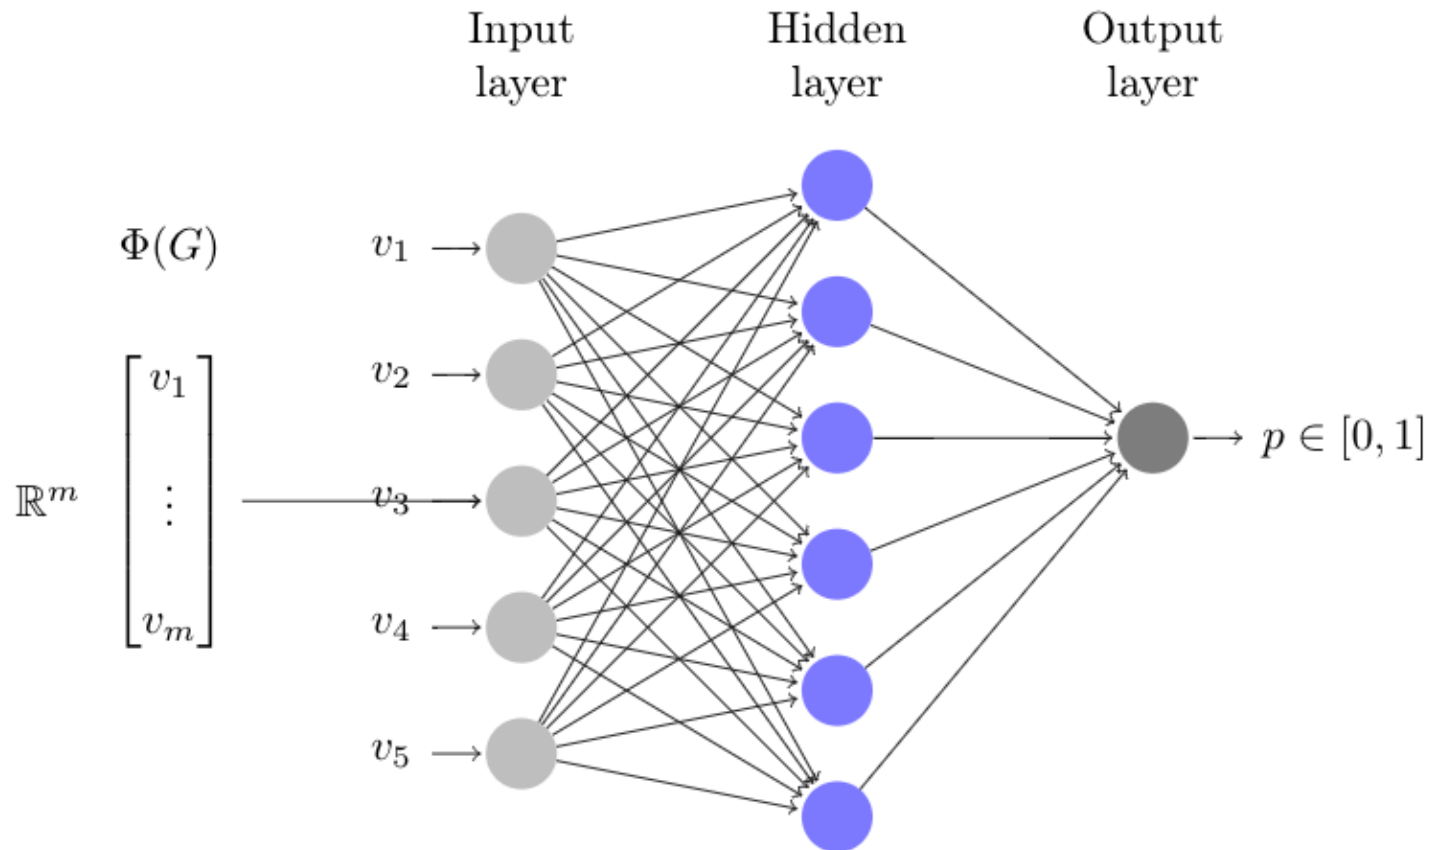 Input
layer
Hidden
layer
Output
layer
Φ(G)
v₁
⋮
vₘ
ℝᵐ
v₁
v₂
v₃
v₄
v₅
p ∈ [0, 1]